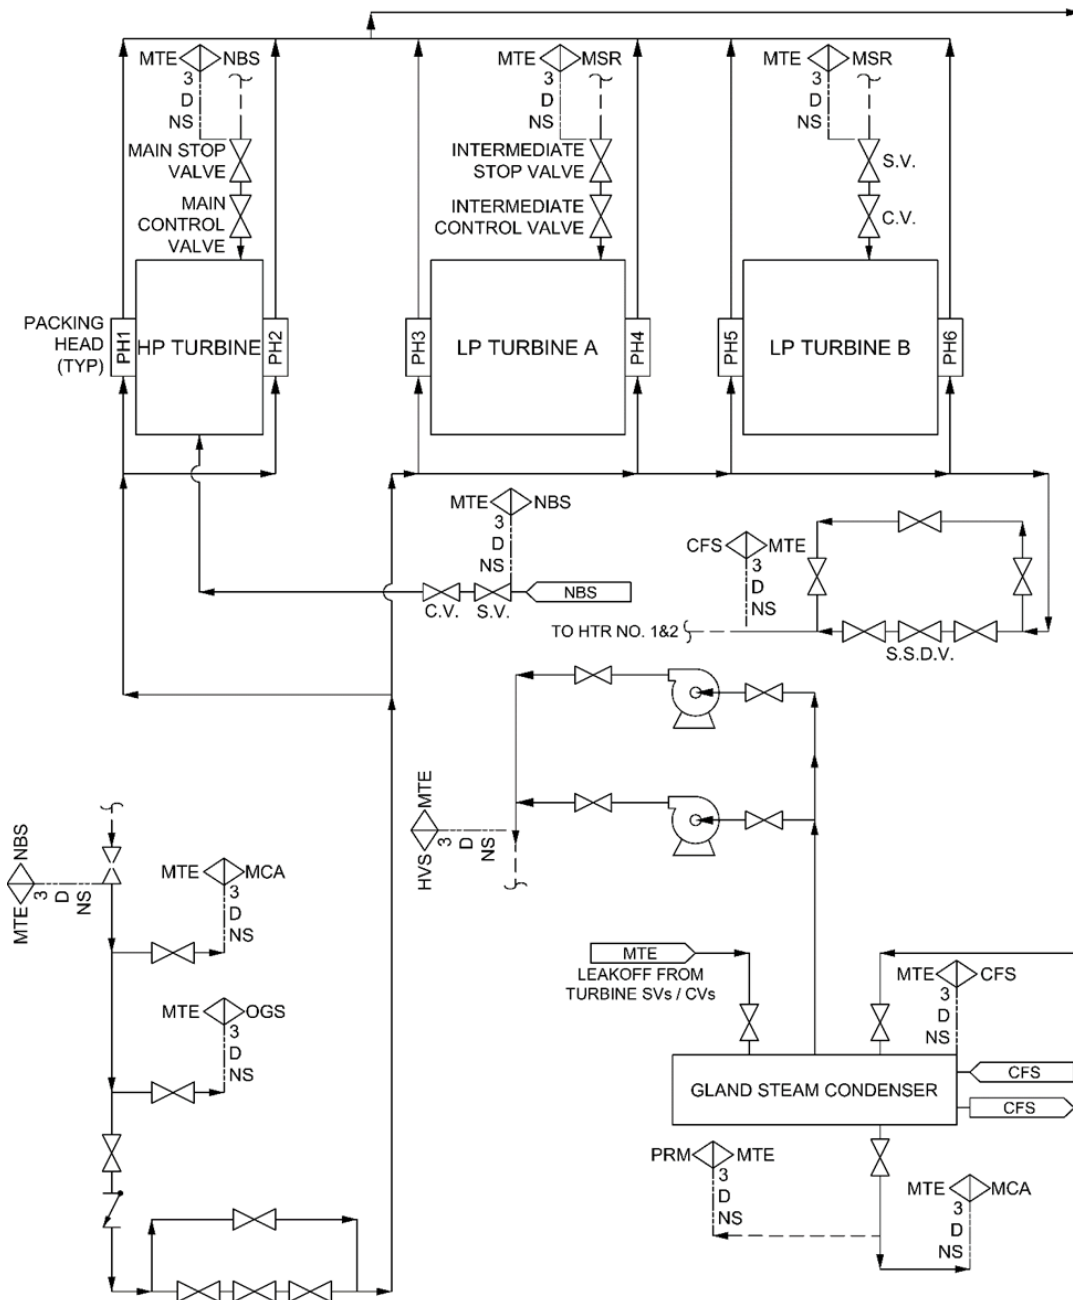 MTE NBS
3
D
NS
MTE MSR
3
D
NS
MTE MSR
3
D
NS
MAIN STOP
VALVE
MAIN
CONTROL
VALVE
INTERMEDIATE
STOP VALVE
INTERMEDIATE
CONTROL VALVE
S.V.
C.V.
PACKING
HEAD
(TYP)
PH1
HP TURBINE
PH2
PH3
LP TURBINE A
PH4
PH5
LP TURBINE B
PH6
MTE NBS
3
D
NS
C.V.
S.V.
NBS
CFS MTE
3
D
NS
TO HTR NO. 1&2
S.S.D.V.
HVS MTE
3
D
NS
MTE NBS
3
D
NS
MTE MCA
3
D
NS
MTE OGS
3
D
NS
MTE
LEAKOFF FROM
TURBINE SVs / CVs
MTE CFS
3
D
NS
GLAND STEAM CONDENSER
CFS
CFS
PRM MTE
3
D
NS
MTE MCA
3
D
NS